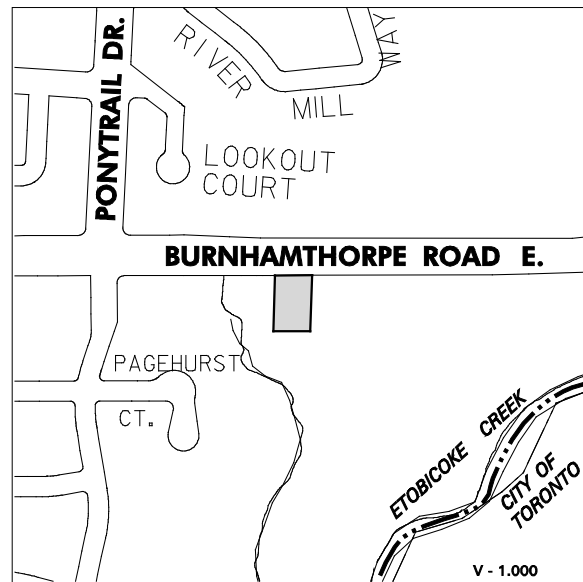 PONYTRAIL DR.
RIVER
MILL
WAY
LOOKOUT
COURT
BURNHAMTHORPE ROAD E.
PAGEHURST
CT.
ETOBICOKE CREEK
CITY OF
TORONTO
V - 1.000